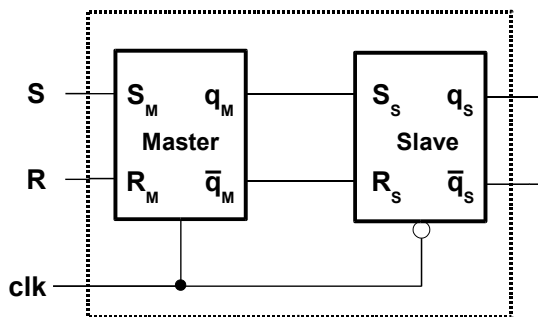 S S_M q_M S_S q_S
Master Slave
R R_M q̅_M R_S q̅_S
clk